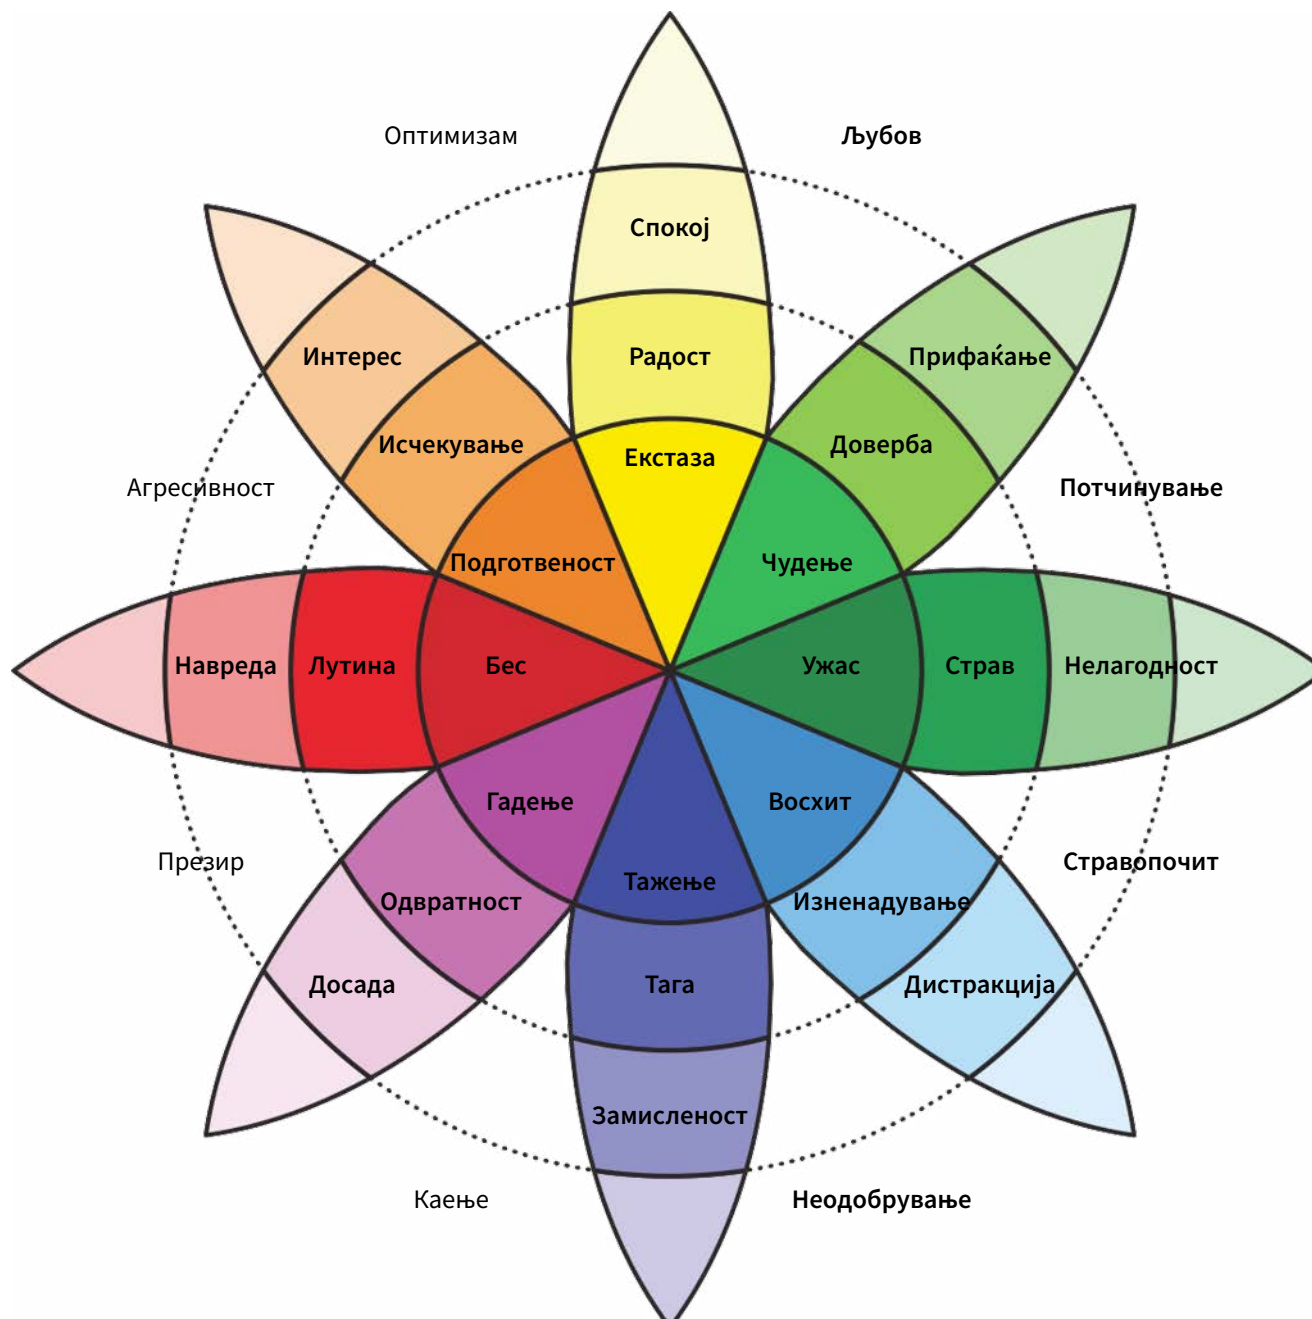 Оптимизам
Љубов
Спокој
Интерес
Радост
Прифаќање
Исчекување
Доверба
Екстаза
Агресивност
Потчинување
Подготвеност
Чудење
Навреда
Лутина
Бес
Ужас
Страв
Нелагодност
Гадење
Восхит
Презир
Стравопочит
Тажење
Одвратност
Изненадување
Досада
Тага
Дистракција
Замисленост
Каење
Неодобрување